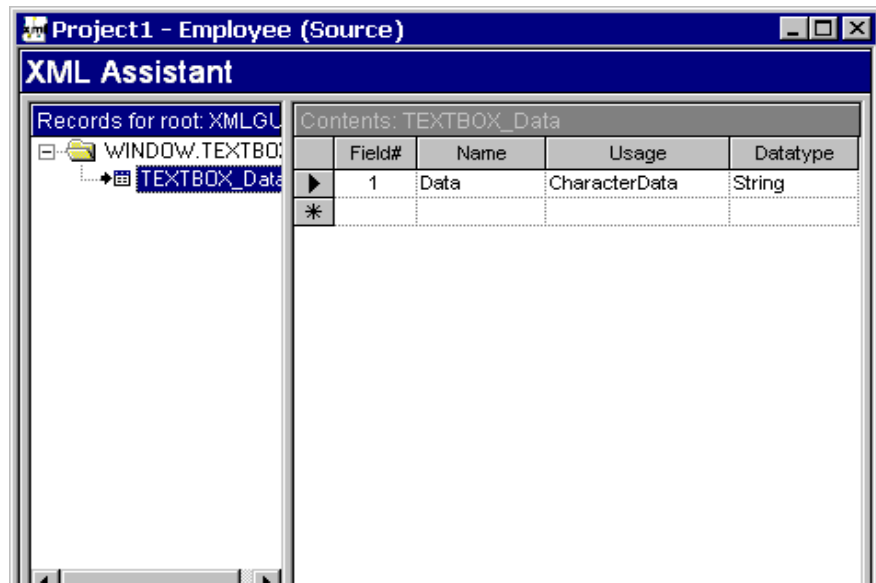 Project1 - Employee (Source)
XML Assistant
Records for root: XMLGU
WINDOW.TEXTBO
TEXTBOX_Data
Contents: TEXTBOX_Data
Field# Name Usage Datatype
1 Data CharacterData String